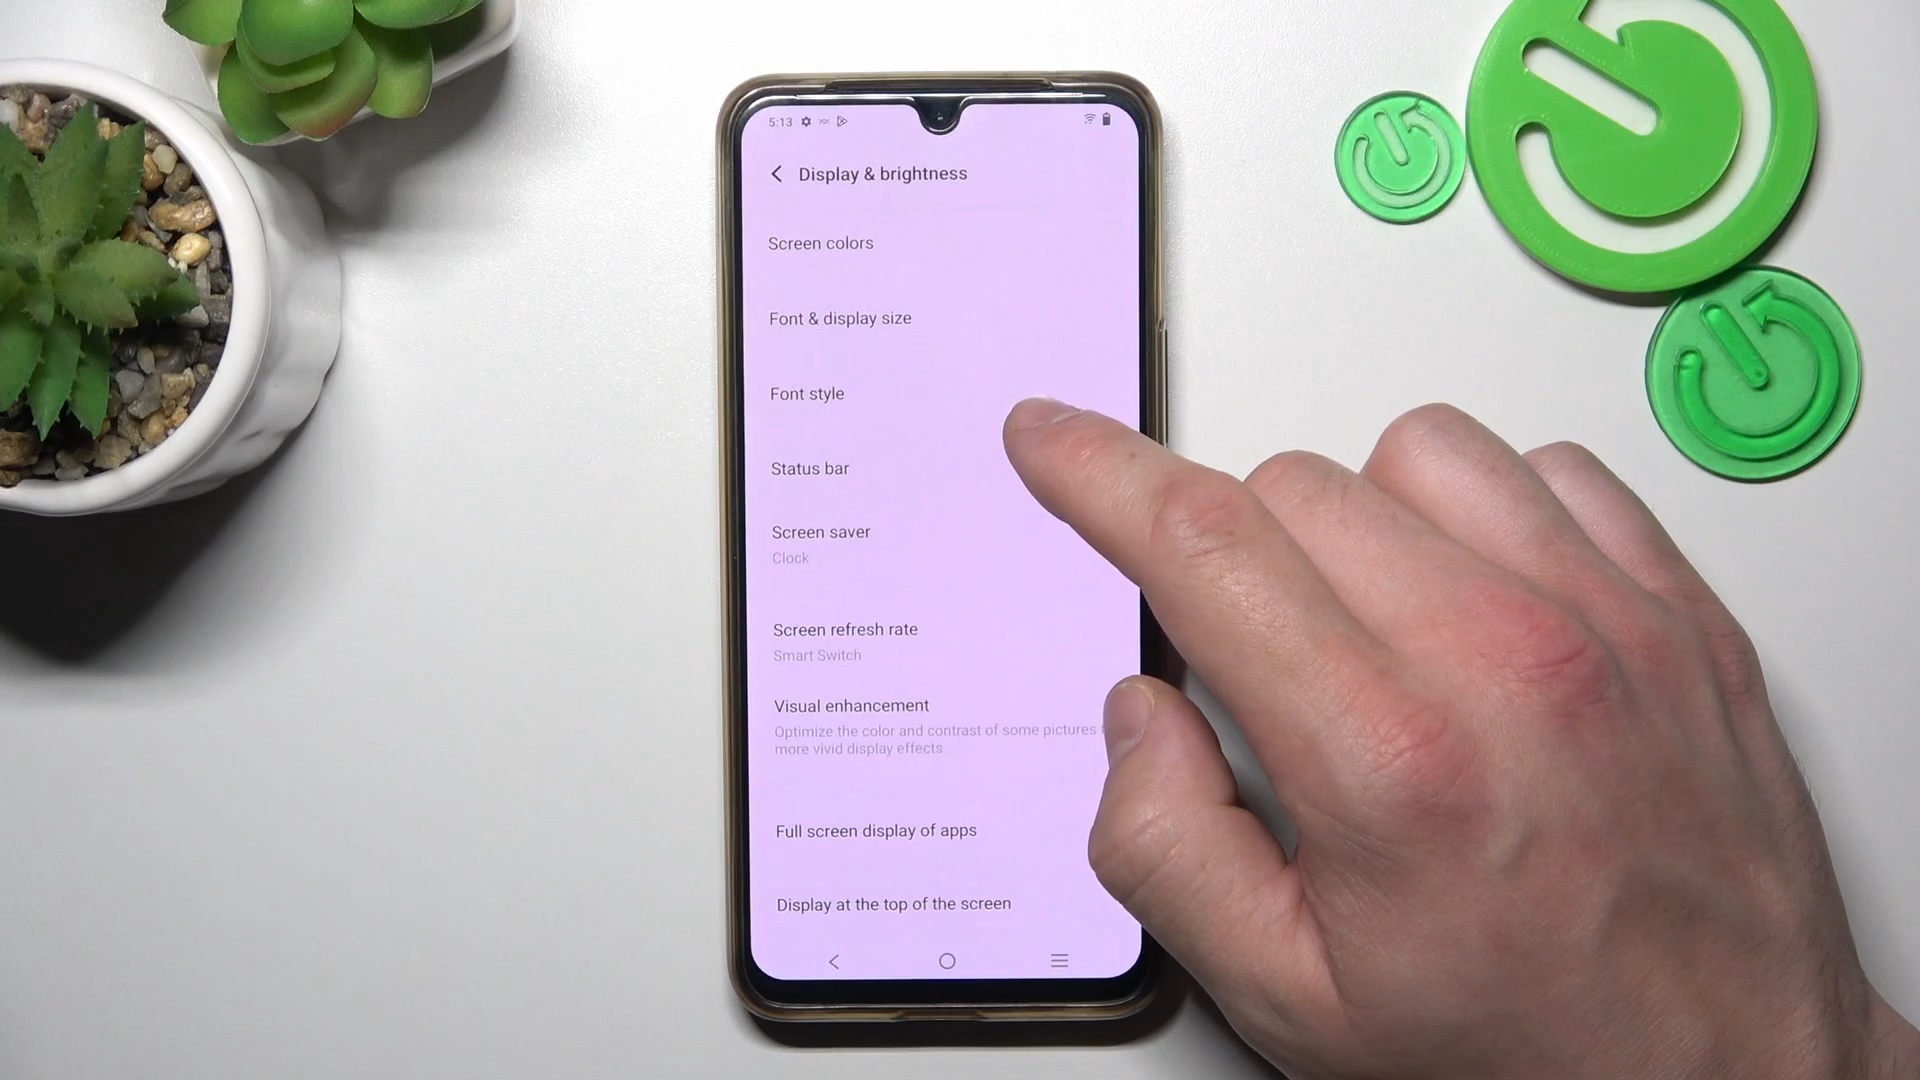 5:13
Display & brightness
Screen colors
Font & display size
Font style
Status bar
Screen saver
Clock
Screen refresh rate
Smart Switch
Visual enhancement
Optimize the color and contrast of some pictures
more vivid display effects.
Full screen display of apps
Display at the top of the screen